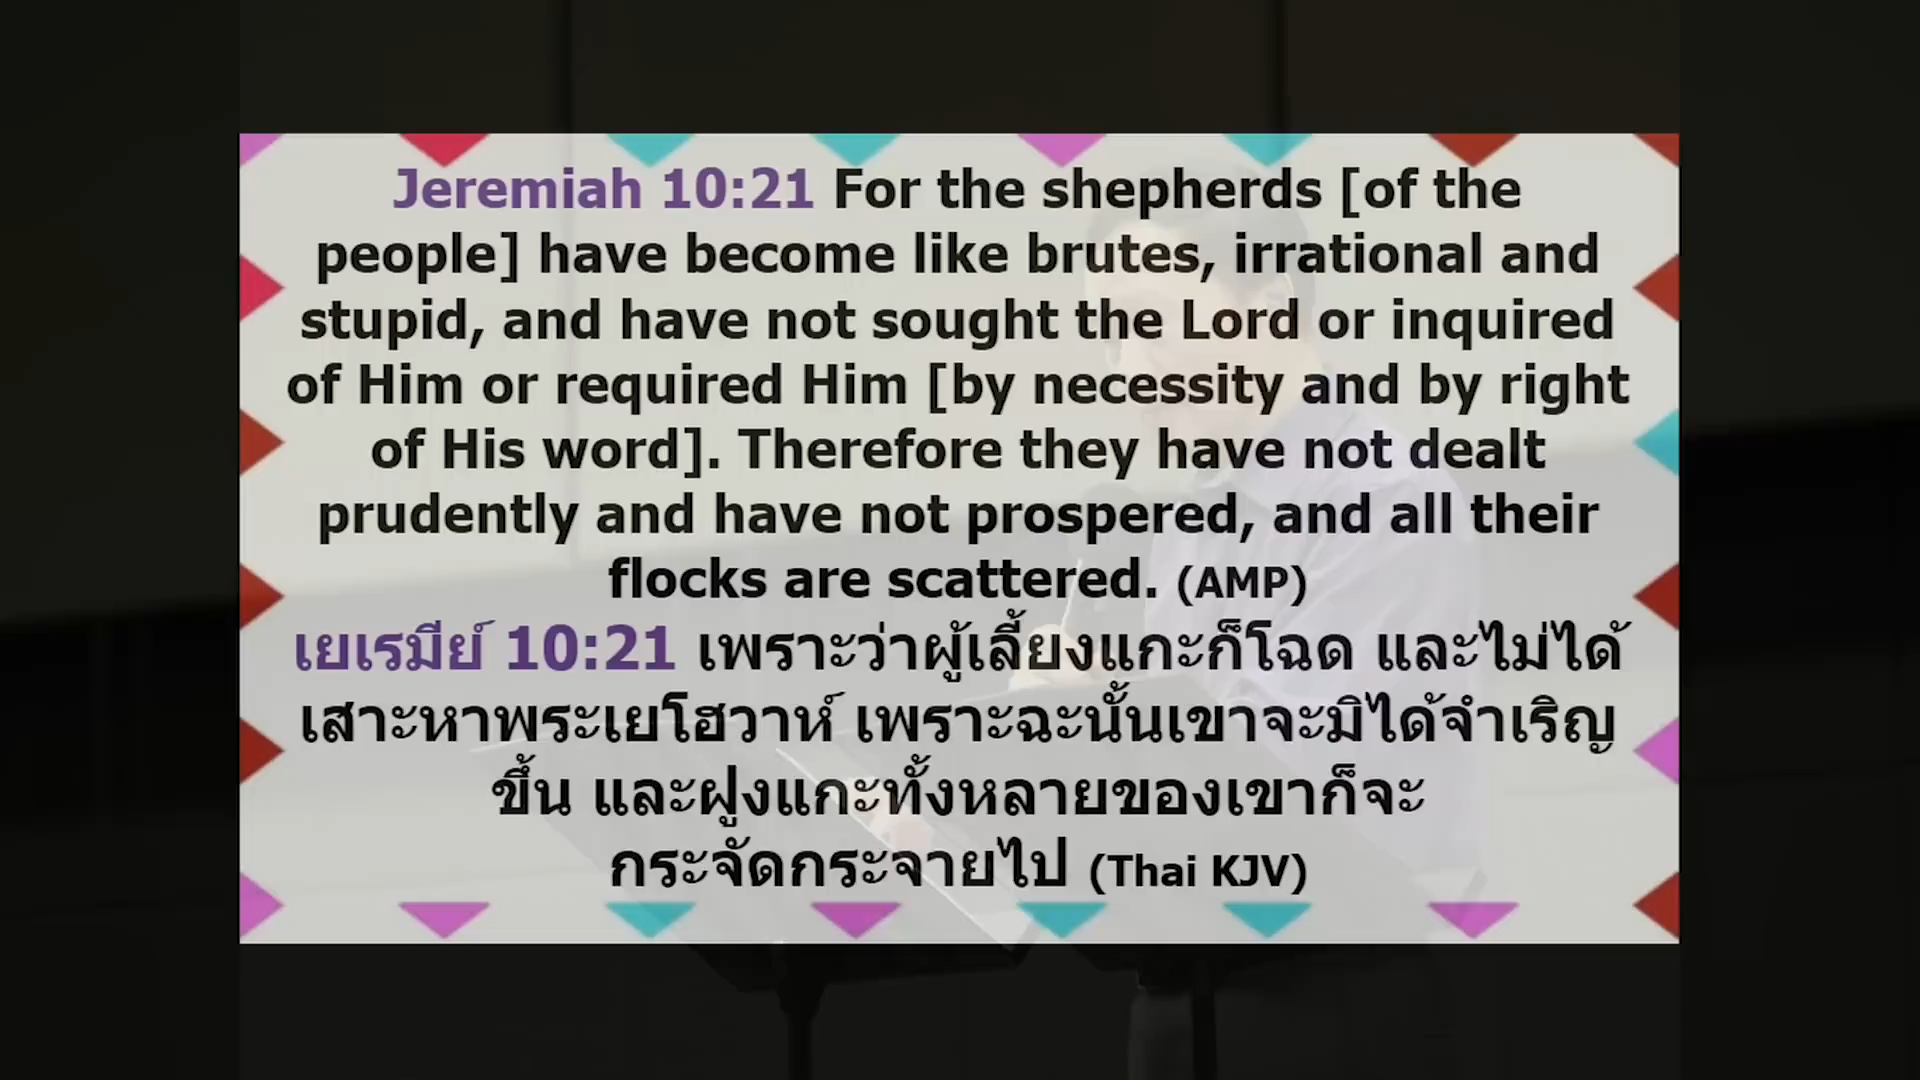 Jeremiah 10:21 For the shepherds [of the
people] have become like brutes, irrational and
stupid, and have not sought the Lord or inquired
of Him or required Him [by necessity and by right
of His word]. Therefore they have not dealt
prudently and have not prospered, and all their
flocks are scattered. (AMP)
เยเรมีย์ 10:21 เพราะว่าผู้เลี้ยงแกะก็โฉด และไม่ได้
เสาะหาพระเยโฮวาห์ เพราะฉะนั้นเขาจะมิได้จำเริญ
ขึ้น และฝูงแกะทั้งหลายของเขาก็จะ
กระจัดกระจายไป (Thai KJV)